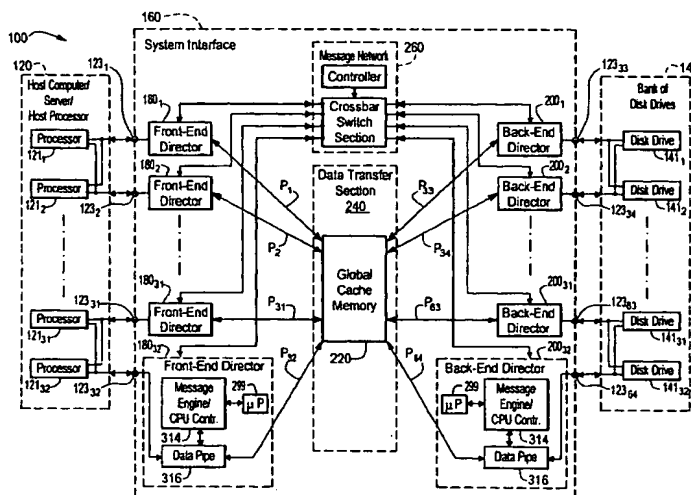 100
160
System Interface
260
Message Network
Controller
Crossbar
Switch
Section
120
Host Computer/
Server/
Host Processor
123₁
180₁
Front-End
Director
200₁
Back-End
Director
123₃₃
14
Bank of
Disk Drives
Processor
121₁
Disk Drive
141₁
180₂
Front-End
Director
P₁
Data Transfer
Section
240
P₃₃
200₂
Back-End
Director
Processor
121₂
123₂
P₂
P₃₄
123₃₄
Disk Drive
141₂
Global
Cache
Memory
220
123₃₁
180₃₁
Front-End
Director
P₃₁
P₆₃
200₃₁
Back-End
Director
123₆₃
Processor
121₃₁
Disk Drive
141₃₁
Processor
121₃₂
123₃₂
180₃₂
Front-End Director
P₃₂
P₆₄
200₃₂
Back-End Director
123₆₄
Disk Drive
141₃₂
Message
Engine/
CPU Contr.
299
μP
314
Data Pipe
316
299
μP
Message
Engine/
CPU Contr.
314
Data Pipe
316